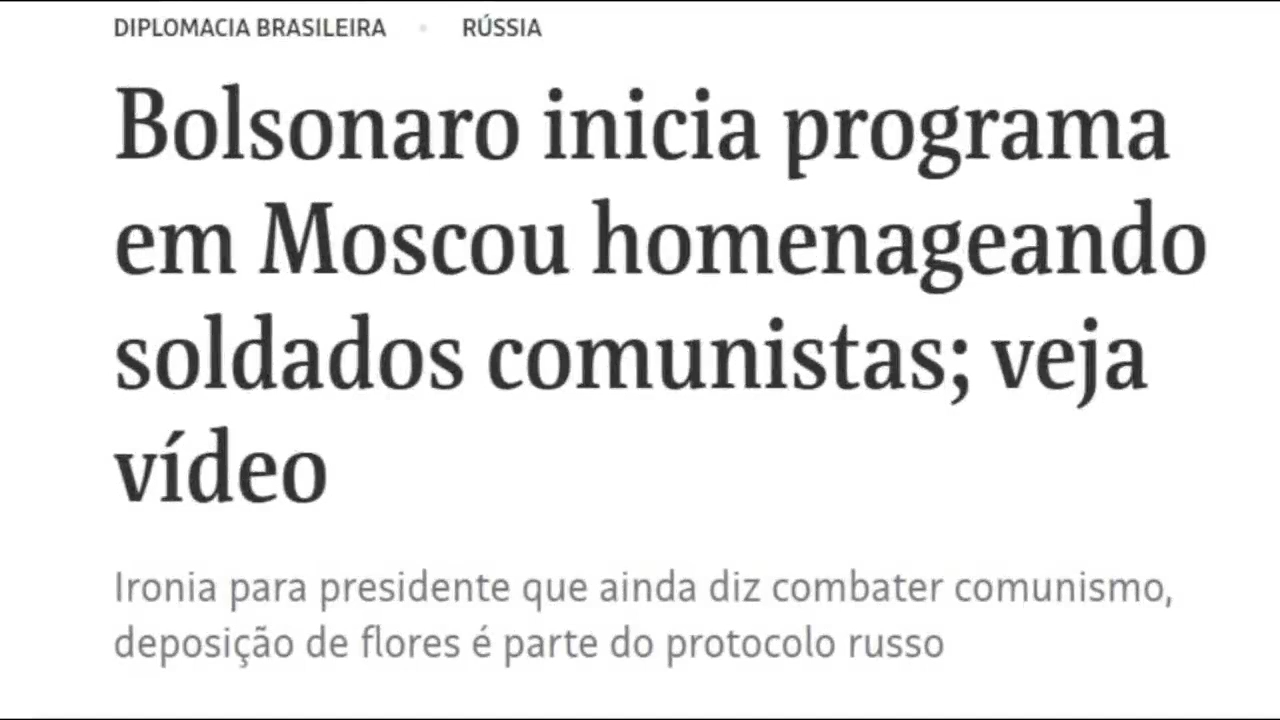 DIPLOMACIA BRASILEIRA • RÚSSIA
Bolsonaro inicia programa
em Moscou homenageando
soldados comunistas; veja
vídeo
Ironia para presidente que ainda diz combater comunismo,
deposição de flores é parte do protocolo russo